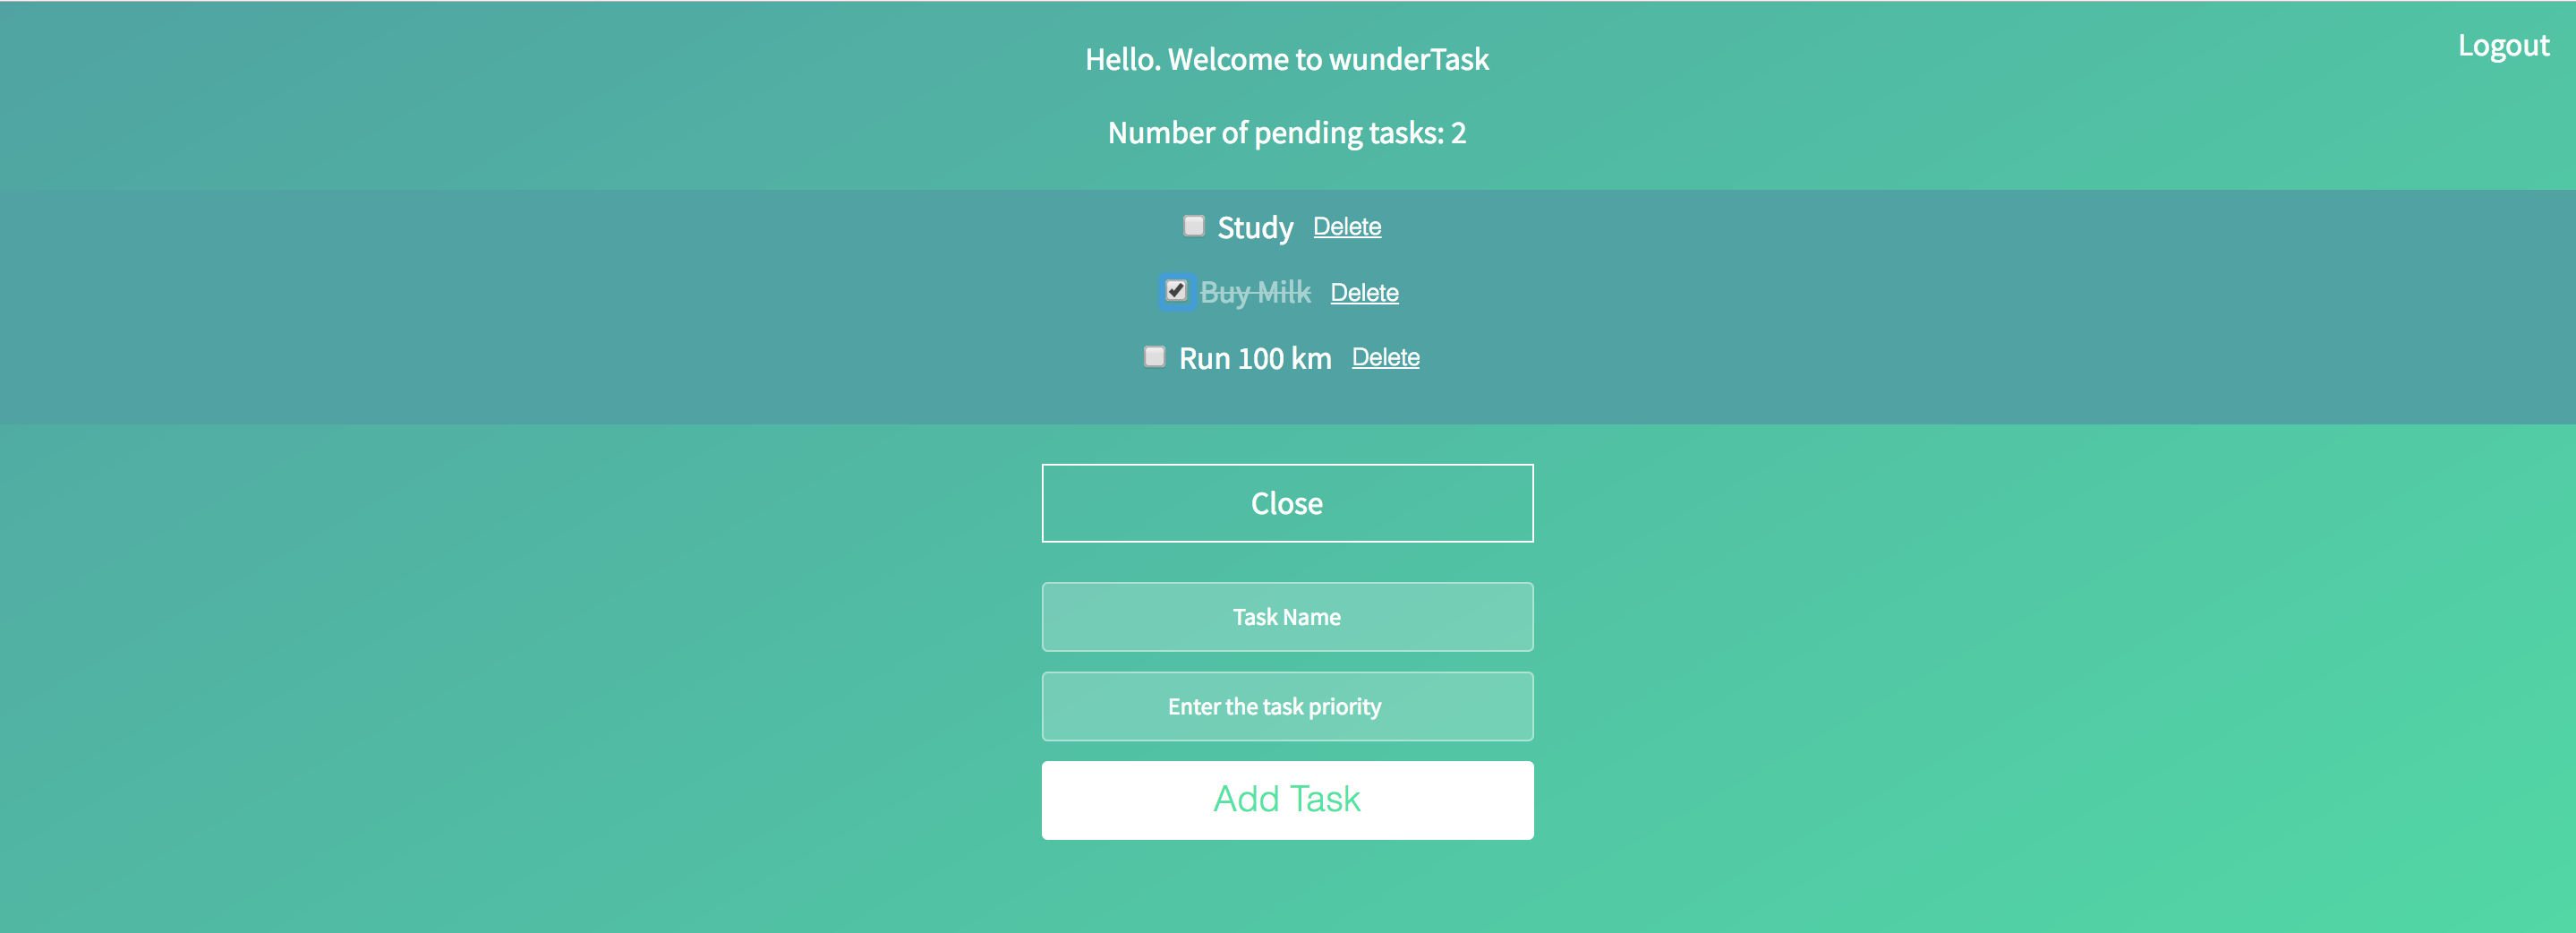 Logout
Hello. Welcome to wunderTask
Number of pending tasks: 2
Study Delete
Buy Milk Delete
Run 100 km Delete
Close
Task Name
Enter the task priority
Add Task